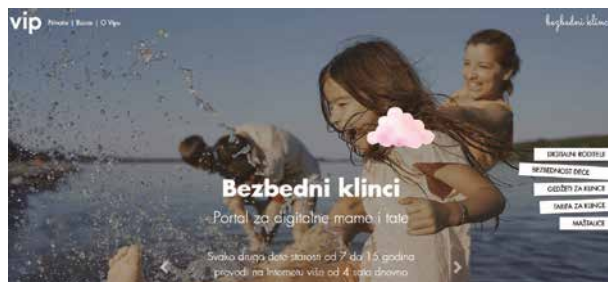 vip Private | Biznis | O Vipu
bezbedni klinci
DIGITALNI RODITELJI
BEZBEDNOST DECE
GEDŽETI ZA KLINCE
TARIFA ZA KLINCE
MAŠTALICE
Bezbedni klinci
Portal za digitalne mame i tate
Svako drugo dete starosti od 7 do 15 godina
provodi na Internetu više od 4 sata dnevno